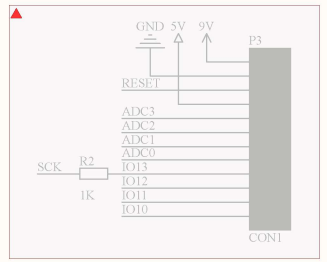 GND 5V 9V
P3
RESET
ADC3
ADC2
ADC1
ADC0
SCK R2 IO13
IO12
1K IO11
IO10
CON1